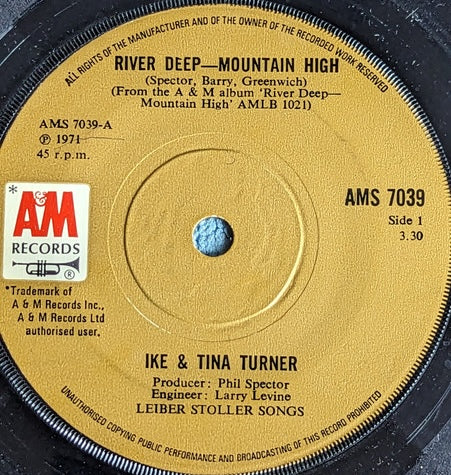 ALL RIGHTS OF THE MANUFACTURER AND OF THE OWNER OF THE RECORDED WORK RESERVED
RIVER DEEP—MOUNTAIN HIGH
(Spector, Barry, Greenwich)
(From the A & M album 'River Deep—
Mountain High' AMLB 1021)
AMS 7039-A
℗ 1971
45 r.p.m.
AMS 7039
Side 1
3.30
*
A&M
RECORDS
®
*Trademark of
A & M Records Inc.,
A & M Records Ltd
authorised user.
IKE & TINA TURNER
Producer: Phil Spector
Engineer: Larry Levine
LEIBER STOLLER SONGS
UNAUTHORISED COPYING PUBLIC PERFORMANCE AND BROADCASTING OF THIS RECORD PROHIBITED